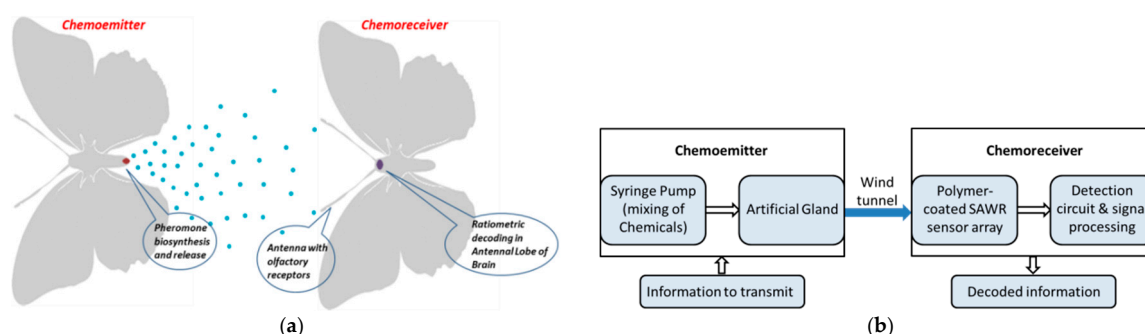 Chemoemitter
Chemoreceiver
Pheromone
biosynthesis
and release
Antenna with
olfactory
receptors
Ratiometric
decoding in
Antennal Lobe of
Brain
(a)
Chemoemitter
Syringe Pump
(mixing of
Chemicals)
Artificial Gland
Information to transmit
Wind
tunnel
Chemoreceiver
Polymer-
coated SAWR
sensor array
Detection
circuit & signal
processing
Decoded information
(b)